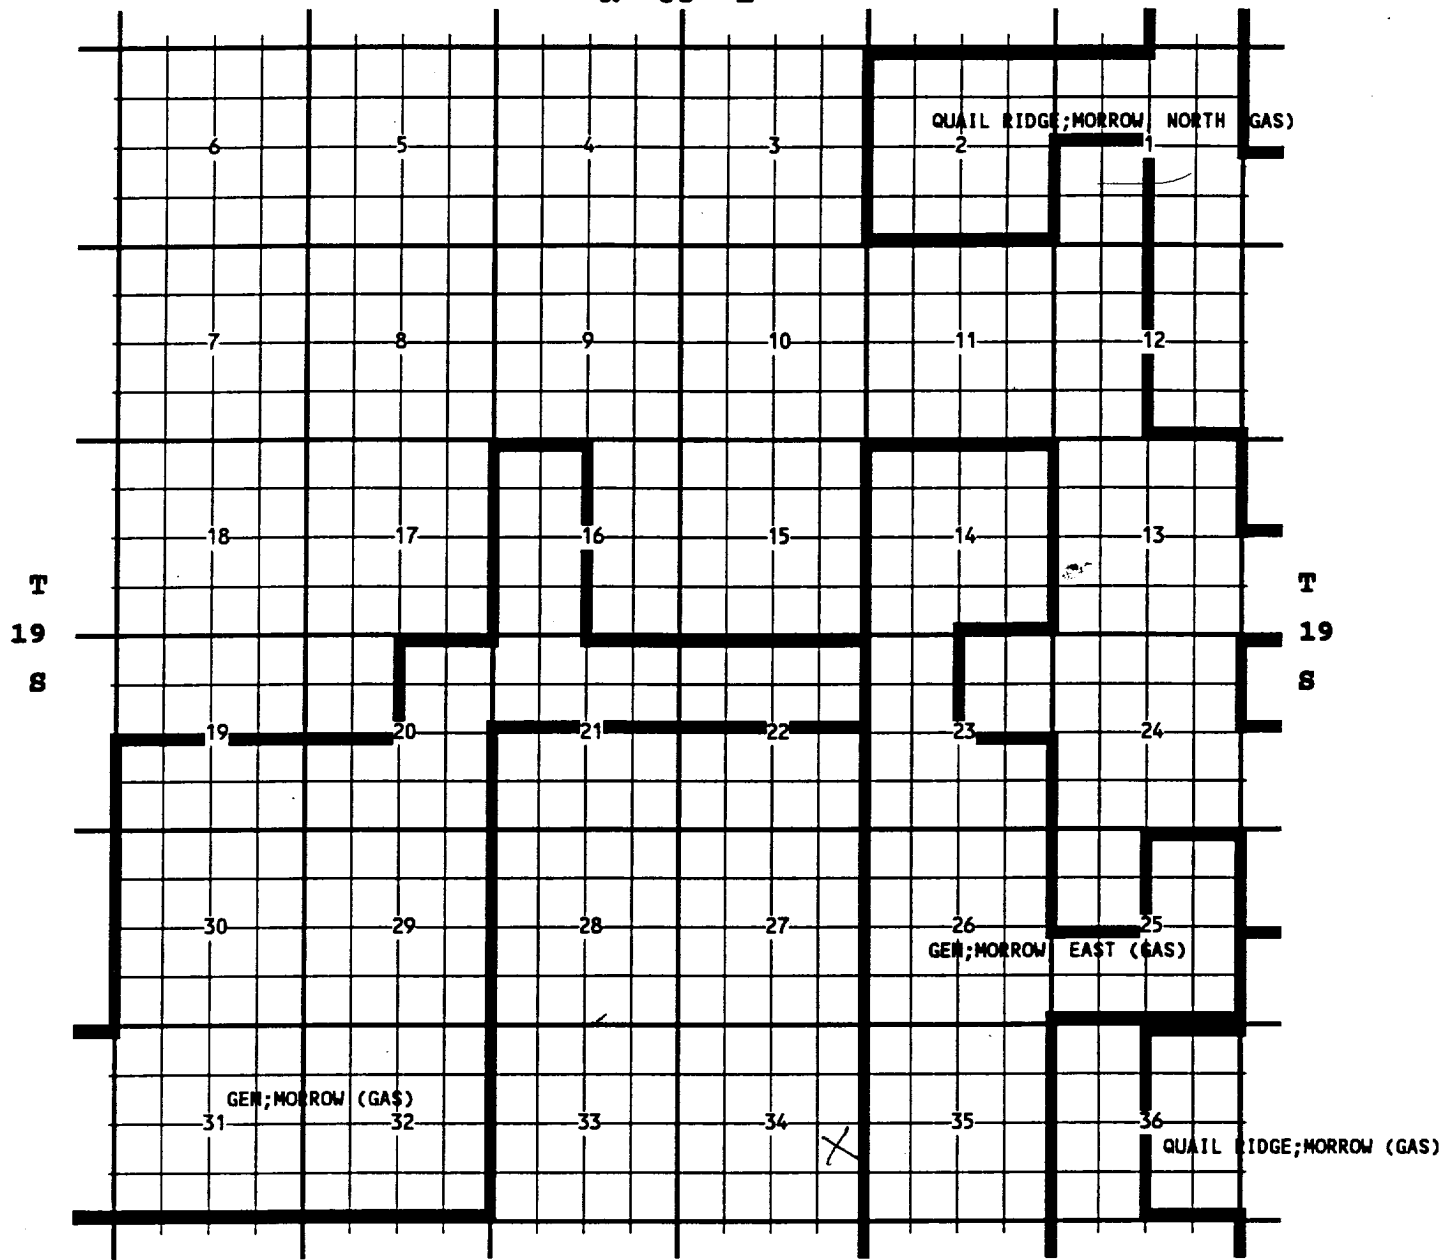 QUAIL RIDGE;MORROW, NORTH (GAS)
6 5 4 3 2 1
7 8 9 10 11 12
18 17 16 15 14 13
T T
19 19
S S
19 20 21 22 23 24
30 29 28 27 26 25
GEM;MORROW, EAST (GAS)
GEM;MORROW (GAS)
31 32 33 34 35 36
X
QUAIL RIDGE;MORROW (GAS)